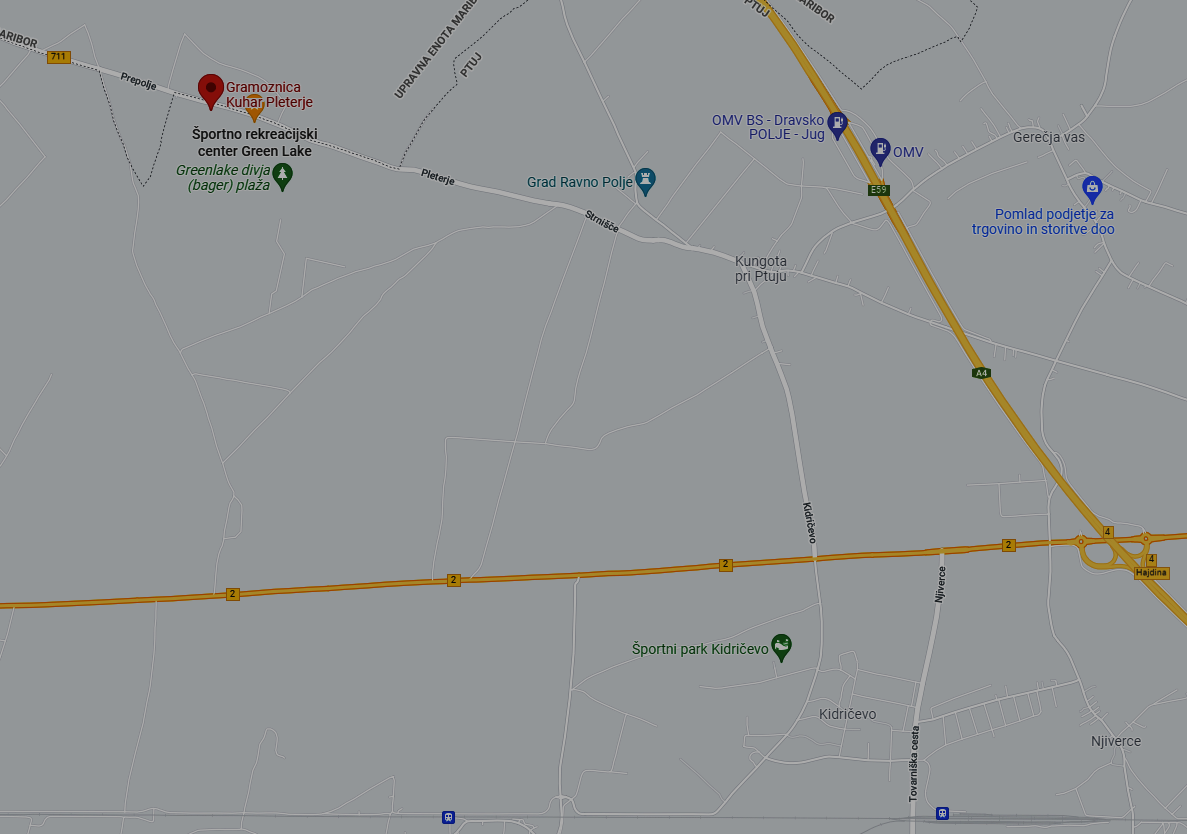 ARIBOR
711
Prepolje
Gramoznica
Kuhar Pleterje
Športno rekreacijski
center Green Lake
Greenlake divja
(bager) plaža
UPRAVNA ENOTA MARIB
PTUJ
PTUJ
ARIBOR
Pleterje
Strnišče
Grad Ravno Polje
OMV BS - Dravsko
POLJE - Jug
OMV
E59
Gerečja vas
Pomlad podjetje za
trgovino in storitve doo
Kungota
pri Ptuju
A4
Kidričevo
2
2
2
2
4
4
Hajdina
Njiverce
Športni park Kidričevo
Kidričevo
Tovarniška cesta
Njiverce